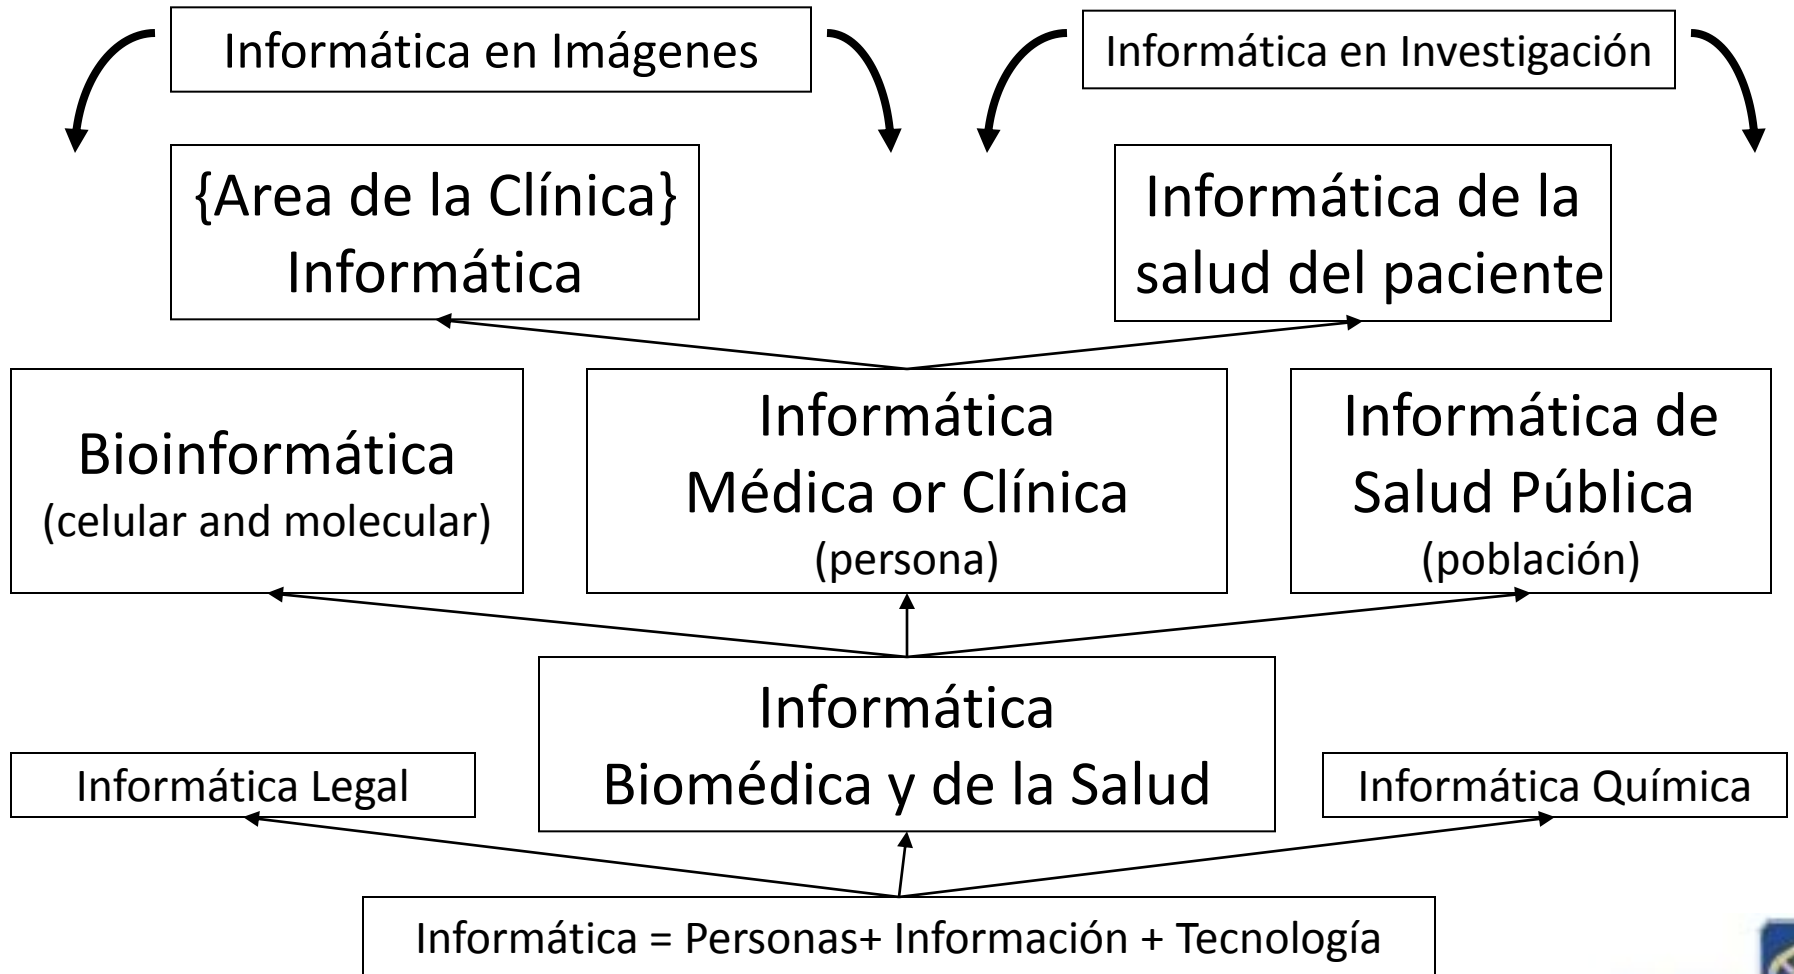 Informática en Imágenes
Informática en Investigación
{Area de la Clínica}
Informática
Informática de la
salud del paciente
Bioinformática
(celular and molecular)
Informática
Médica or Clínica
(persona)
Informática de
Salud Pública
(población)
Informática
Biomédica y de la Salud
Informática Legal
Informática Química
Informática = Personas+ Información + Tecnología